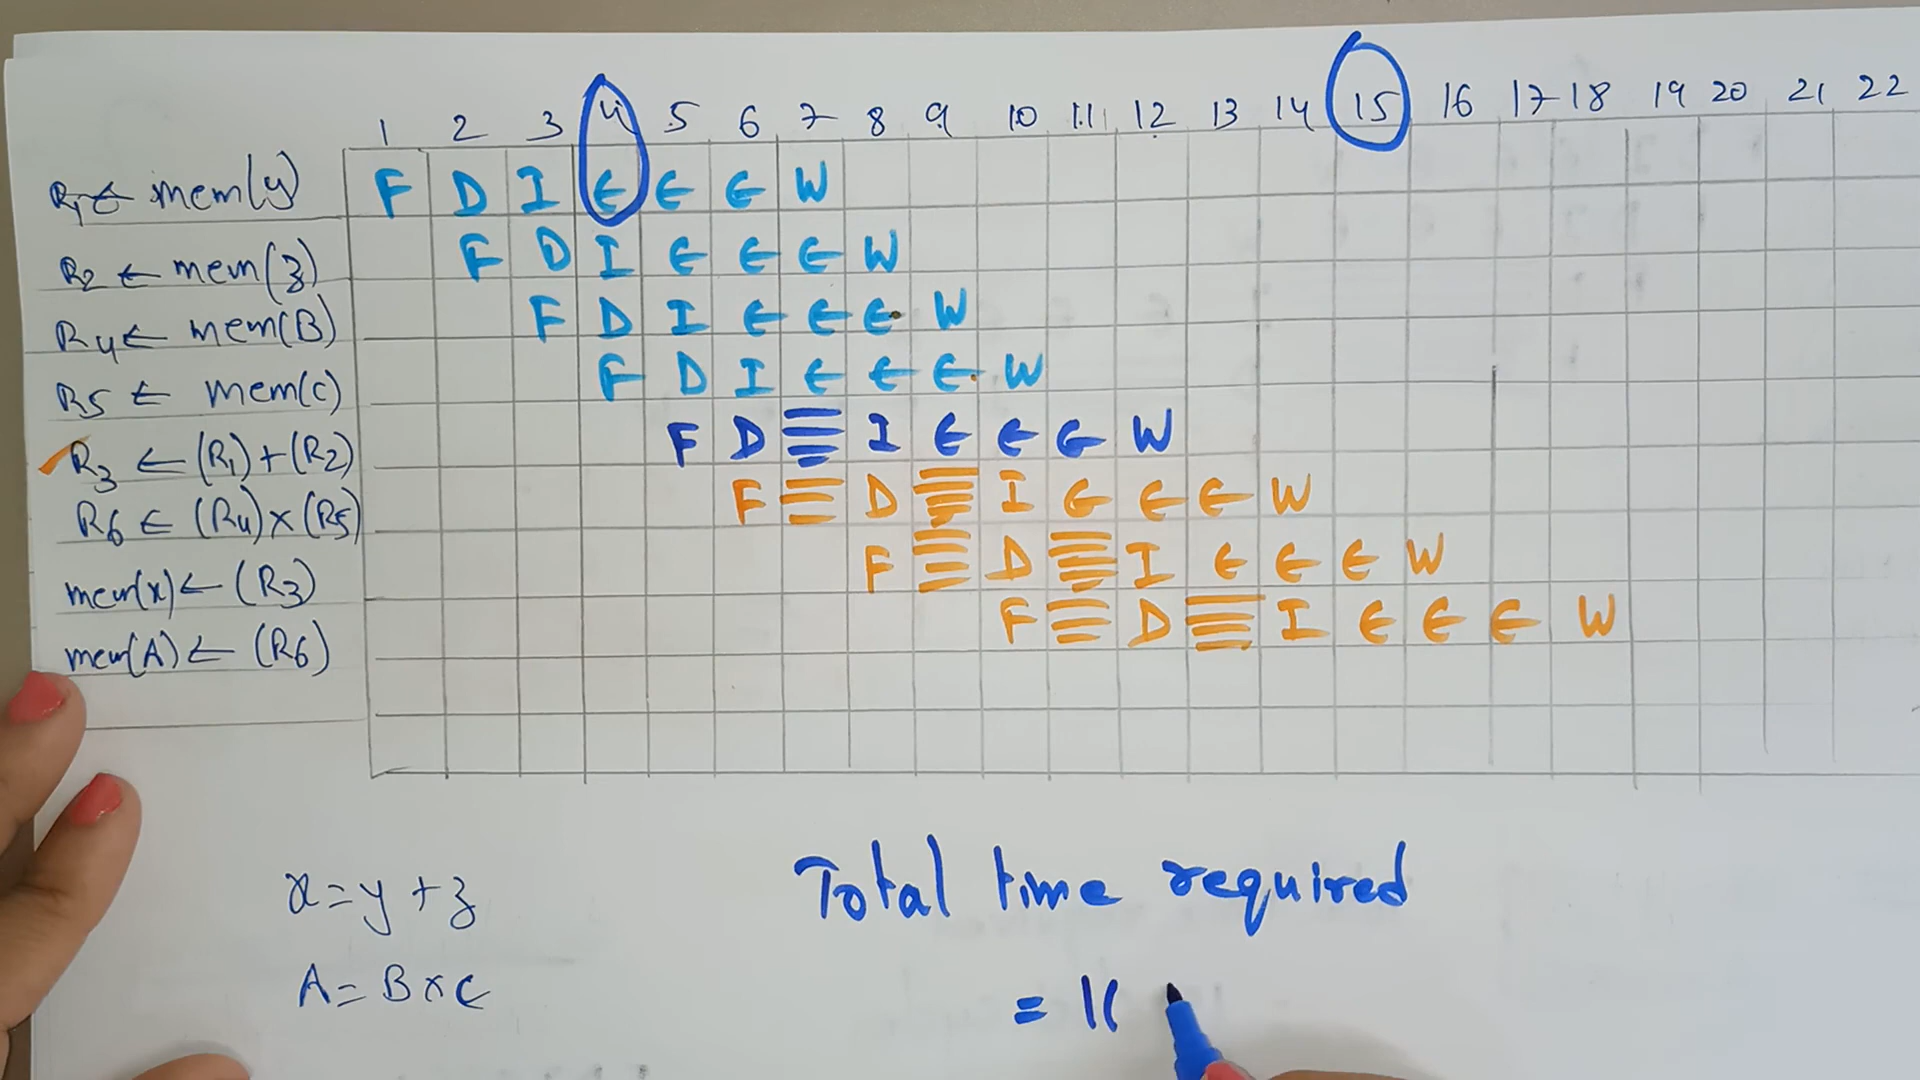 1 2 3 4 5 6 7 8 9 10 11 12 13 14 15 16 17 18 19 20 21 22
R1 ← mem(y) F D I E E E W
R2 ← mem(z) F D I E E E W
R4 ← mem(B) F D I E E E W
R5 ← mem(C) F D I E E E W
R3 ← (R1)+(R2) F D I E E E W
R6 ← (R4)×(R5) F D I E E E W
mem(x) ← (R3) F D I E E E W
mem(A) ← (R6) F D I E E E W
x = y + z
A = B × C
Total time required
=